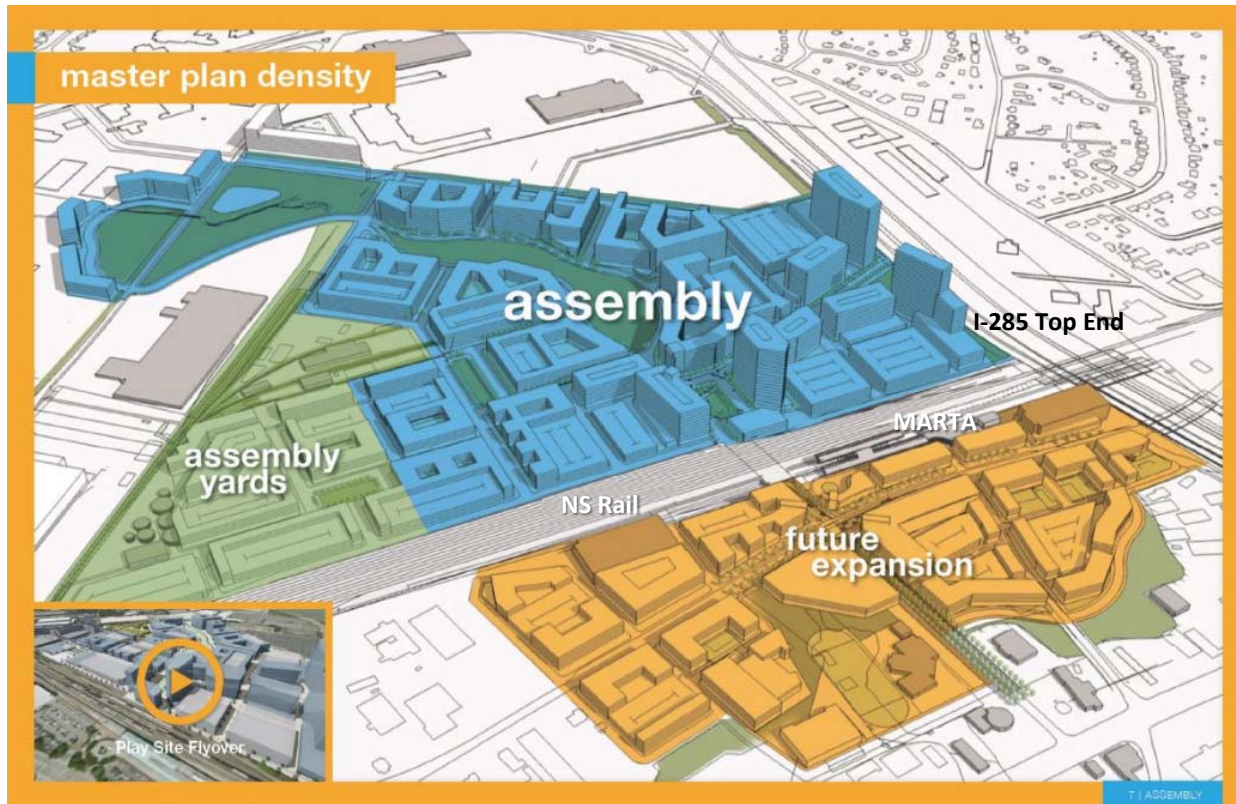 master plan density
assembly
I-285 Top End
MARTA
assembly
yards
NS Rail
future
expansion
Play Site Flyover
7 | ASSEMBLY